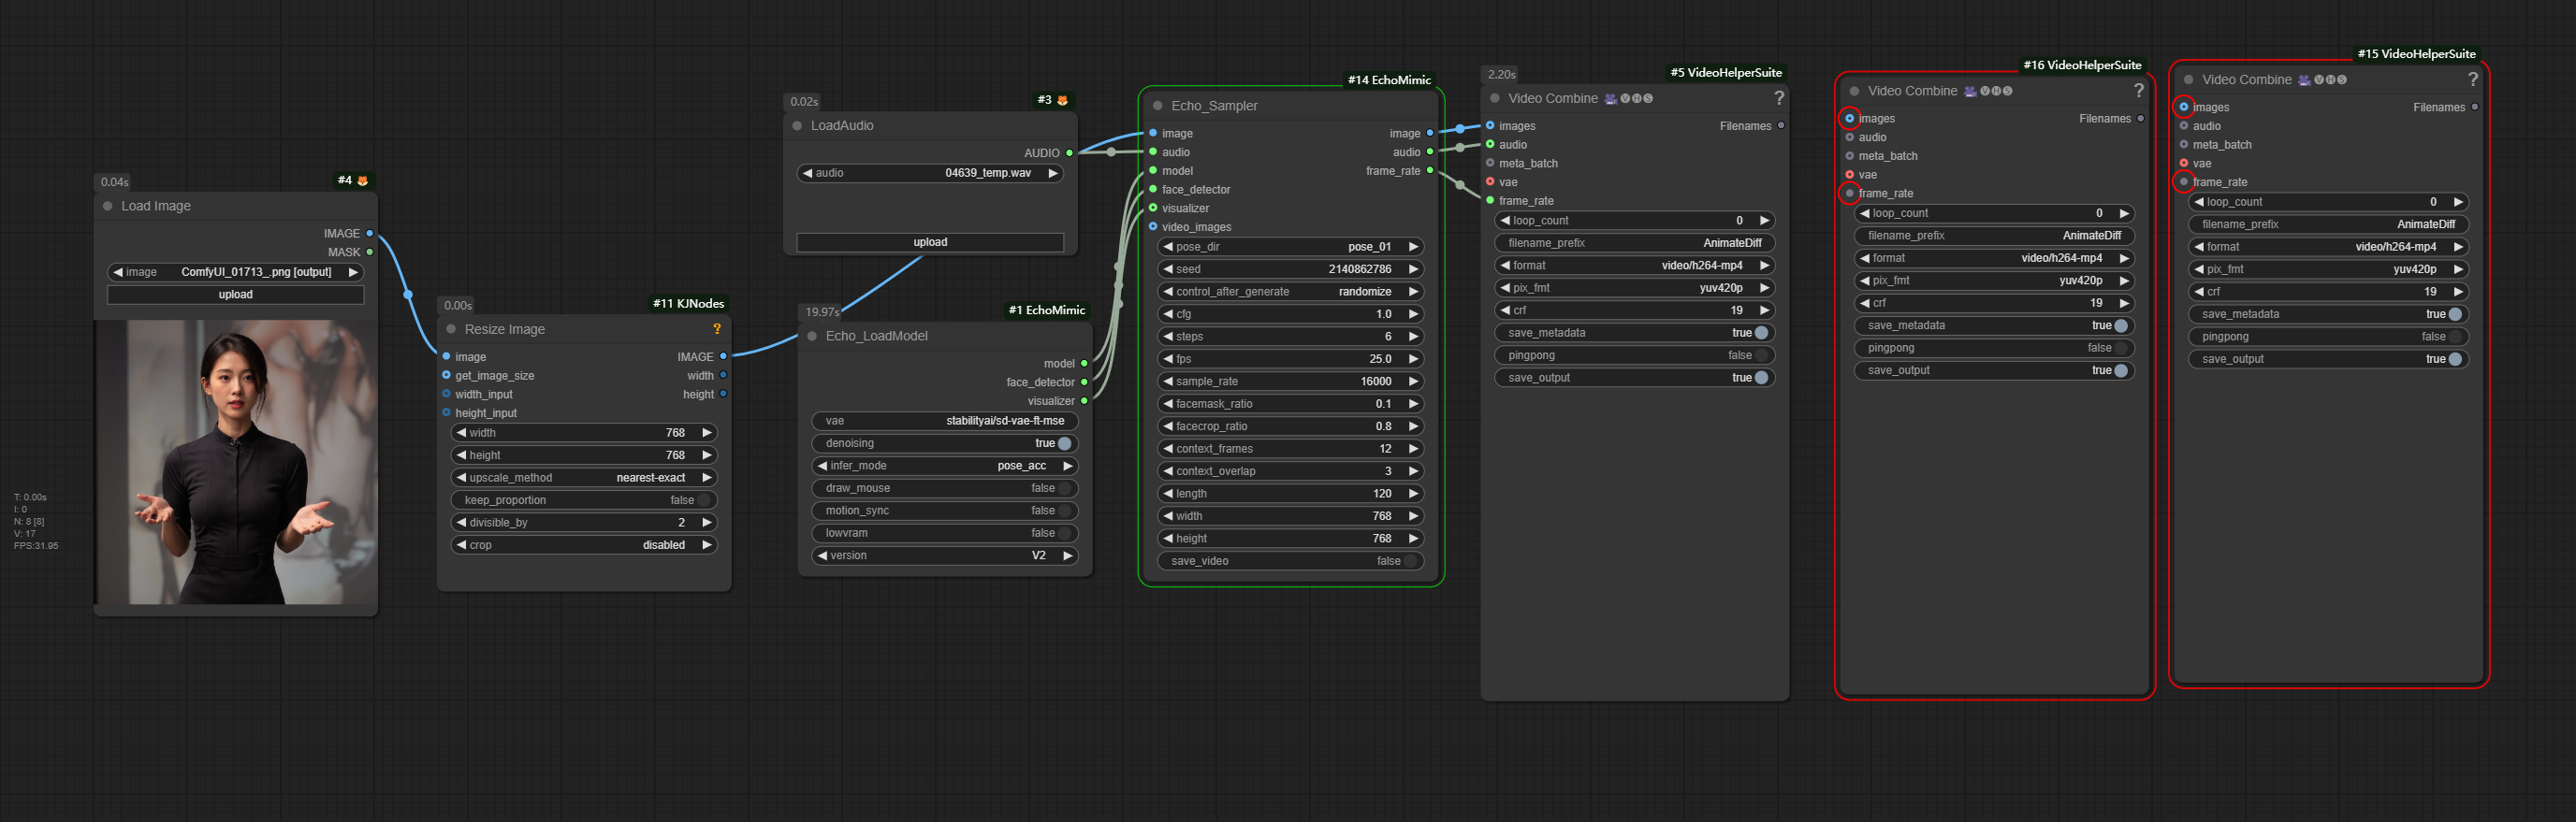 0.04s
#4
Load Image
IMAGE
MASK
image ComfyUI_01713_.png [output]
upload
T: 0.00s
I: 0
N: 8 [8]
V: 17
FPS:31.95
0.00s
#11 KJNodes
Resize Image ?
image IMAGE
get_image_size width
width_input height
height_input
width 768
height 768
upscale_method nearest-exact
keep_proportion false
divisible_by 2
crop disabled
0.02s
#3
LoadAudio
AUDIO
audio 04639_temp.wav
upload
19.97s
#1 EchoMimic
Echo_LoadModel
model
face_detector
visualizer
vae stabilityai/sd-vae-ft-mse
denoising true
infer_mode pose_acc
draw_mouse false
motion_sync false
lowvram false
version V2
#14 EchoMimic
Echo_Sampler
image image
audio audio
model frame_rate
face_detector
visualizer
video_images
pose_dir pose_01
seed 2140862786
control_after_generate randomize
cfg 1.0
steps 6
fps 25.0
sample_rate 16000
facemask_ratio 0.1
facecrop_ratio 0.8
context_frames 12
context_overlap 3
length 120
width 768
height 768
save_video false
2.20s
#5 VideoHelperSuite
Video Combine VHS ?
images Filenames
audio
meta_batch
vae
frame_rate
loop_count 0
filename_prefix AnimateDiff
format video/h264-mp4
pix_fmt yuv420p
crf 19
save_metadata true
pingpong false
save_output true
#16 VideoHelperSuite
Video Combine VHS ?
images Filenames
audio
meta_batch
vae
frame_rate
loop_count 0
filename_prefix AnimateDiff
format video/h264-mp4
pix_fmt yuv420p
crf 19
save_metadata true
pingpong false
save_output true
#15 VideoHelperSuite
Video Combine VHS ?
images Filenames
audio
meta_batch
vae
frame_rate
loop_count 0
filename_prefix AnimateDiff
format video/h264-mp4
pix_fmt yuv420p
crf 19
save_metadata true
pingpong false
save_output true